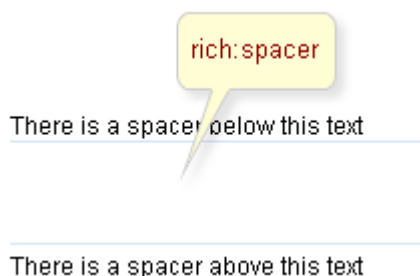 rich:spacer
There is a spacer below this text
There is a spacer above this text